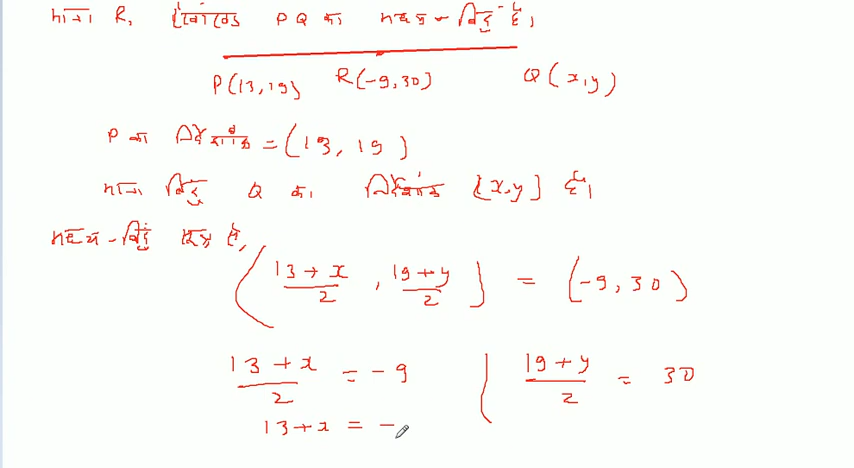 माना R, रेखाखंड PQ का मध्य-बिंदु है।
P(13,19) R(-9,30) Q(x,y)
P का निर्देशांक = (13, 19)
माना बिंदु Q का निर्देशांक (x,y) है।
मध्य-बिंदु सूत्र से,
(13+x/2 , 19+y/2) = (-9, 30)
13+x/2 = -9 | 19+y/2 = 30
13+x = -